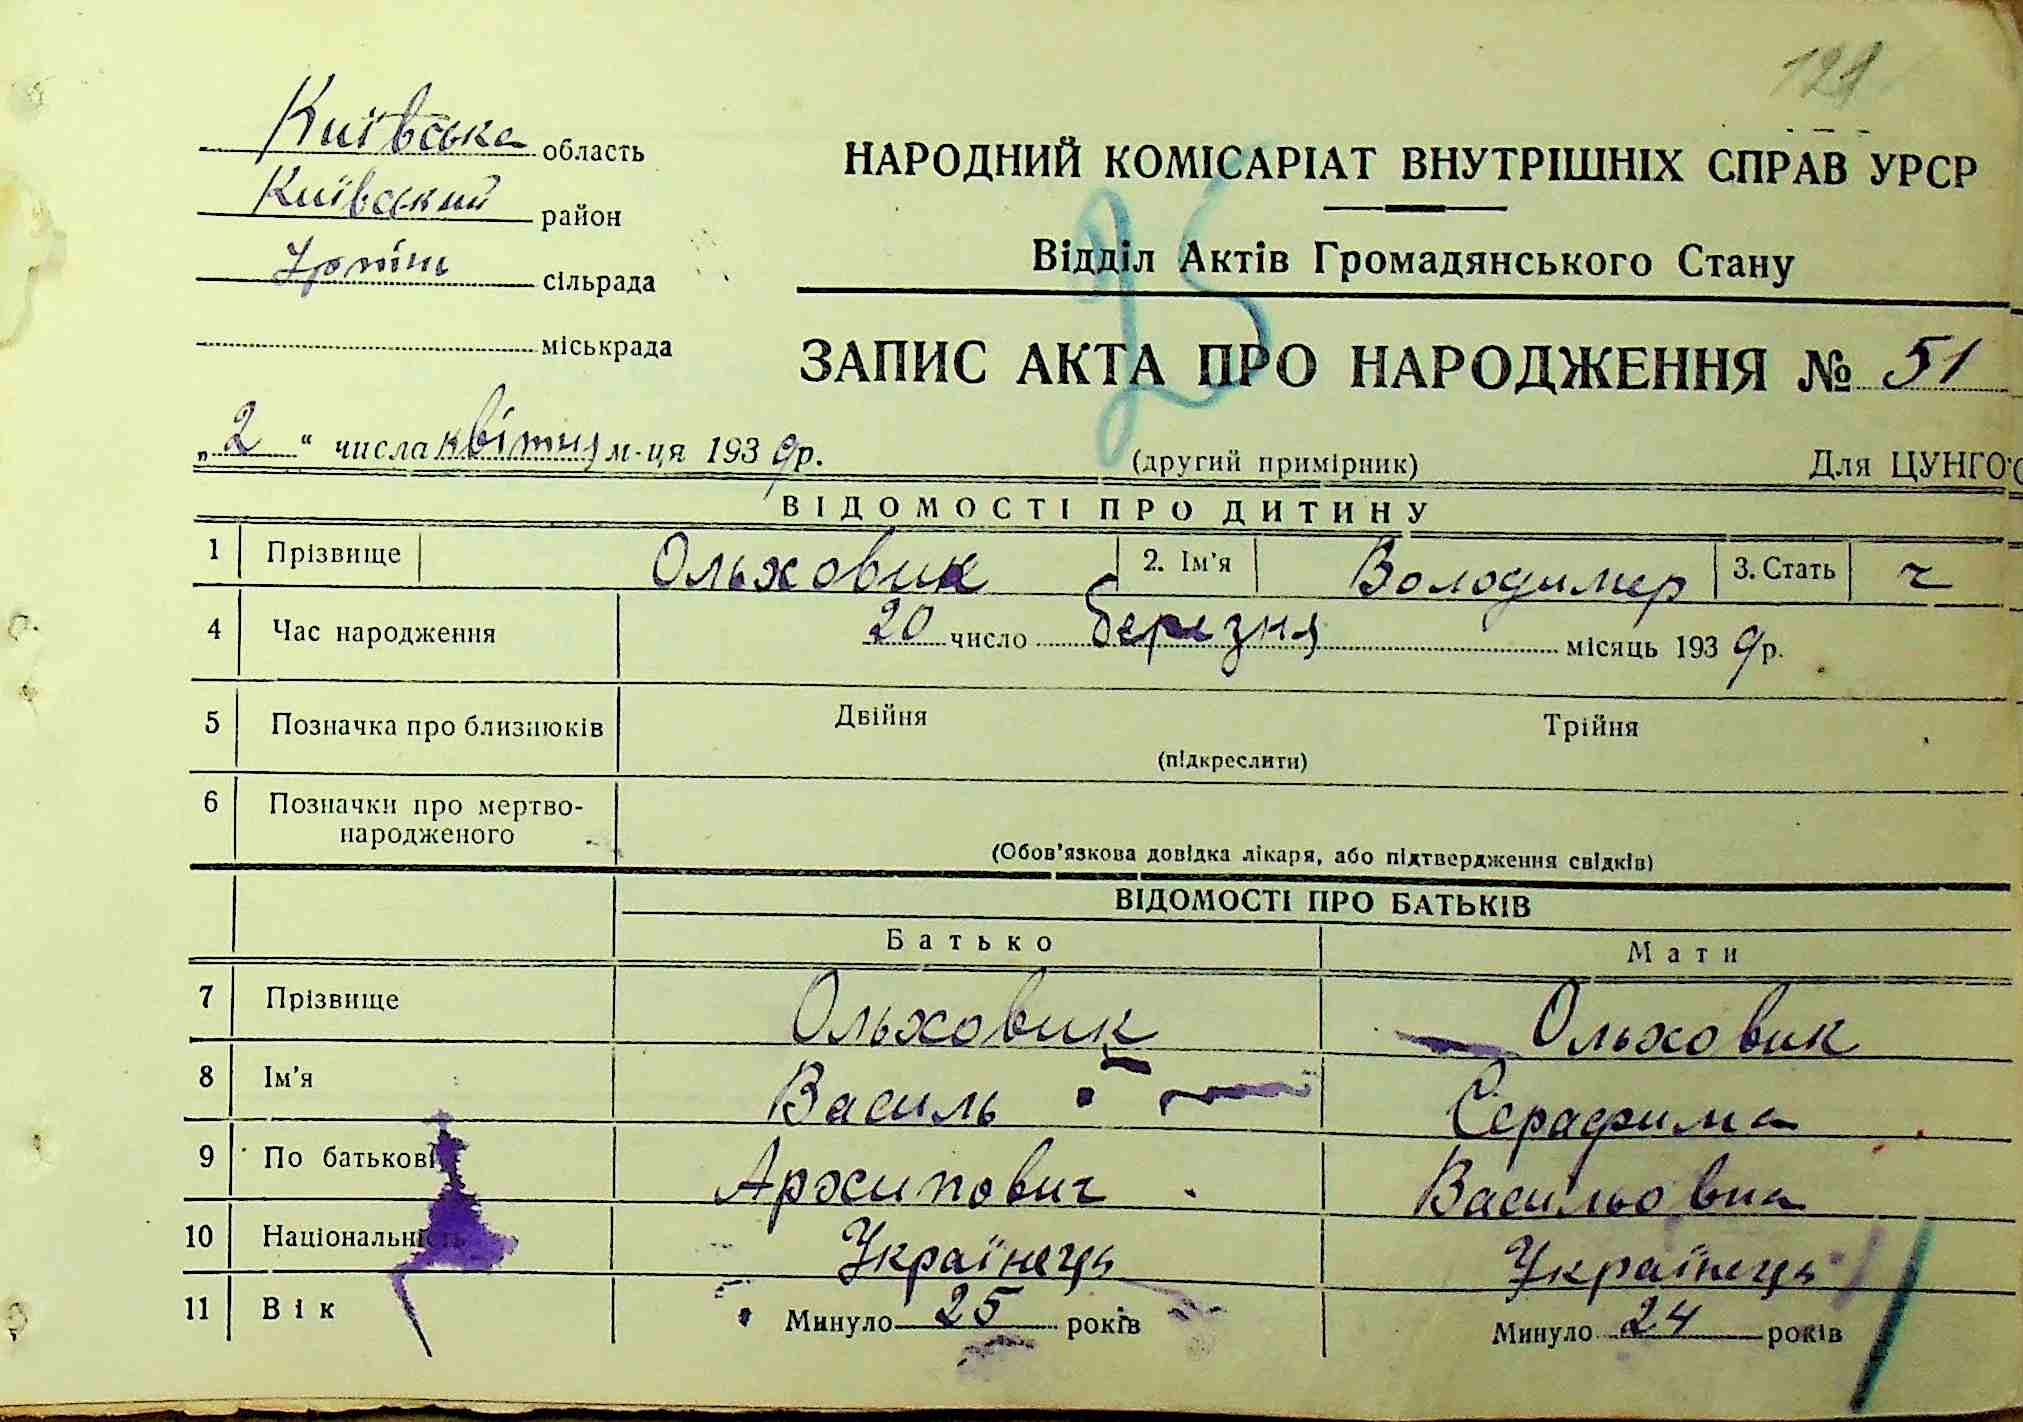 121
Київська область
Київський район
Ірпінь сільрада
міськрада
НАРОДНИЙ КОМІСАРІАТ ВНУТРІШНІХ СПРАВ УРСР
Відділ Актів Громадянського Стану
25
ЗАПИС АКТА ПРО НАРОДЖЕННЯ № 51
„2“ числа квітня м-ця 1939р.
(другий примірник)
Для ЦУНГО
ВІДОМОСТІ ПРО ДИТИНУ
1 Прізвище Ольховик 2. Ім'я Володимер 3. Стать ч
4 Час народження 20 число березня місяць 1939р.
5 Позначка про близнюків Двійня Трійня
(підкреслити)
6 Позначки про мертво-
народженого
(Обов'язкова довідка лікаря, або підтвердження свідків)
ВІДОМОСТІ ПРО БАТЬКІВ
Батько Мати
7 Прізвище Ольховик Ольховик
8 Ім'я Василь Серафима
9 По батькові Архипович Васильовна
10 Національність Українець Українець
11 Вік Минуло 25 років Минуло 24 років